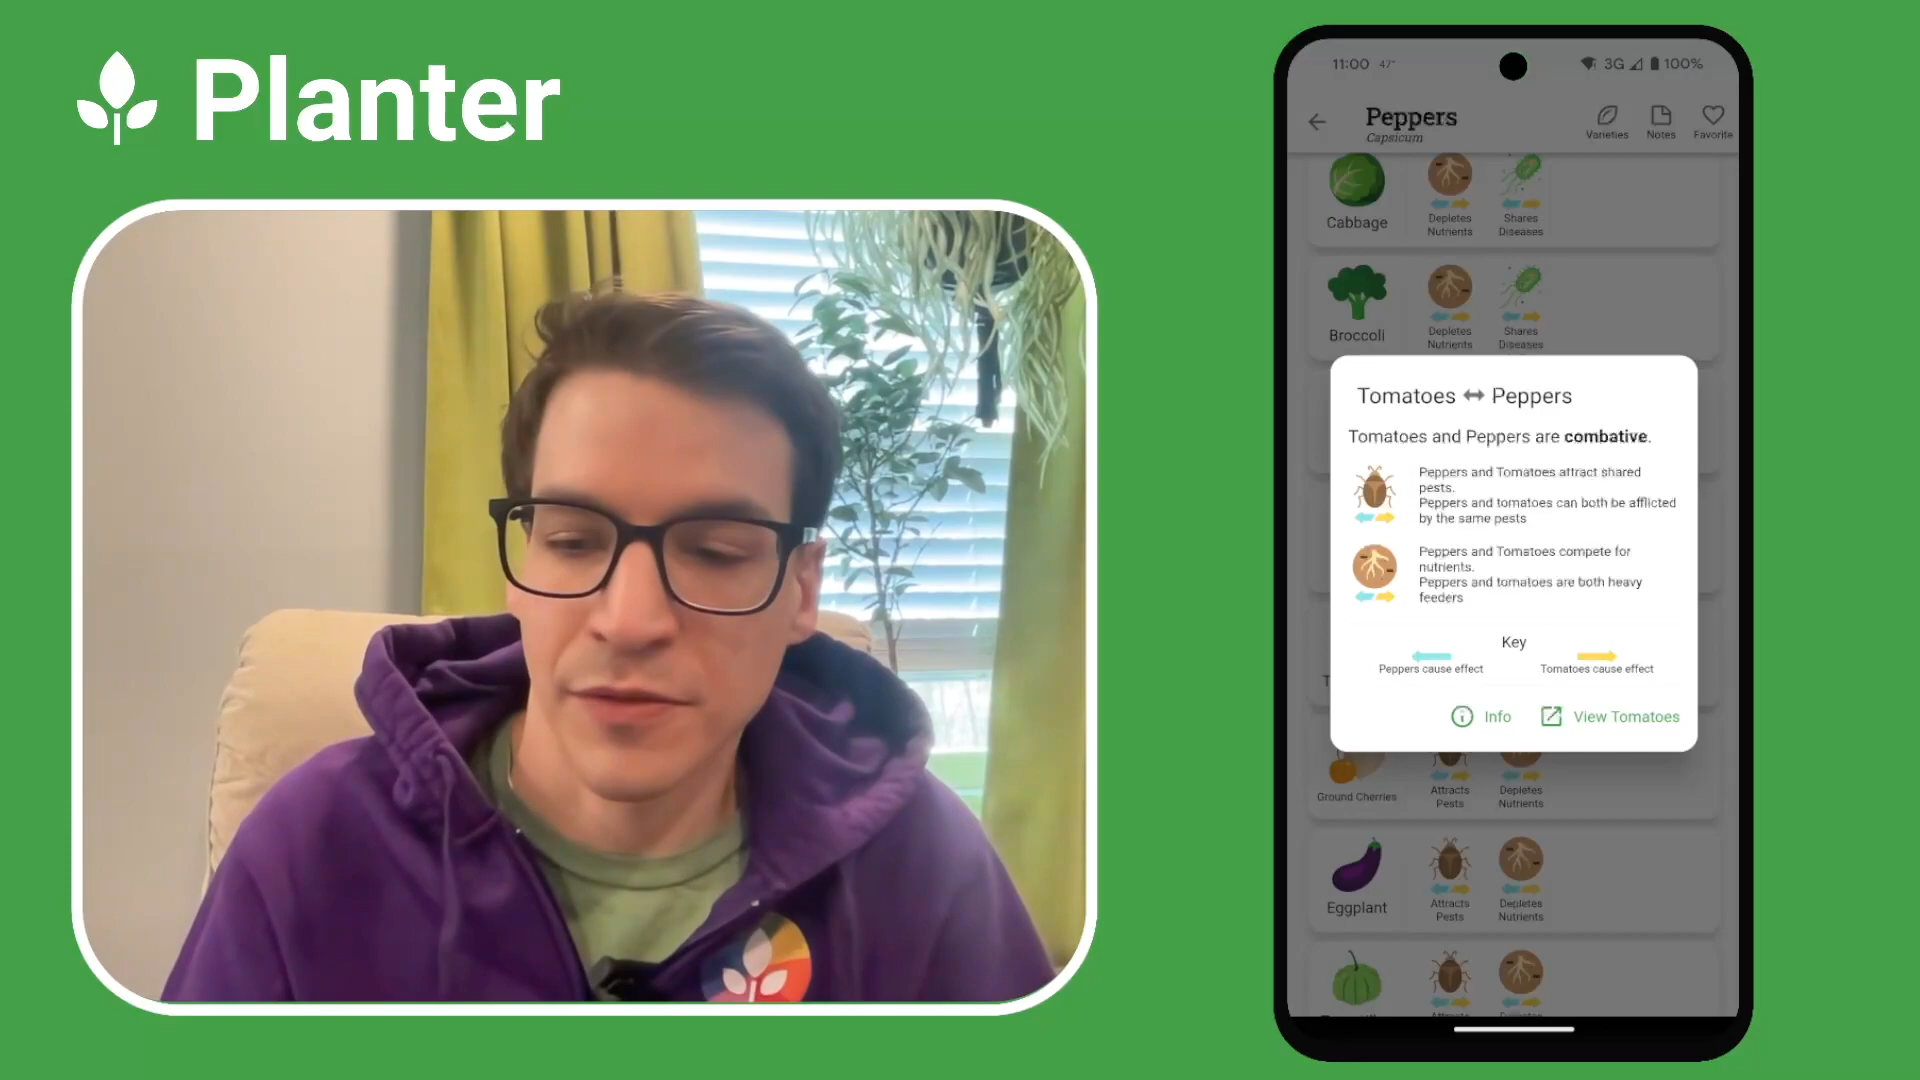 Planter
11:00 47°
3G 100%
Peppers
Capsicum
Varieties
Notes
Favorite
Cabbage
Depletes
Nutrients
Shares
Diseases
Broccoli
Depletes
Nutrients
Shares
Diseases
Tomatoes ↔ Peppers
Tomatoes and Peppers are combative.
Peppers and Tomatoes attract shared
pests.
Peppers and tomatoes can both be afflicted
by the same pests
Peppers and Tomatoes compete for
nutrients.
Peppers and tomatoes are both heavy
feeders
Key
Peppers cause effect
Tomatoes cause effect
Info
View Tomatoes
Ground Cherries
Attracts
Pests
Depletes
Nutrients
Eggplant
Attracts
Pests
Depletes
Nutrients